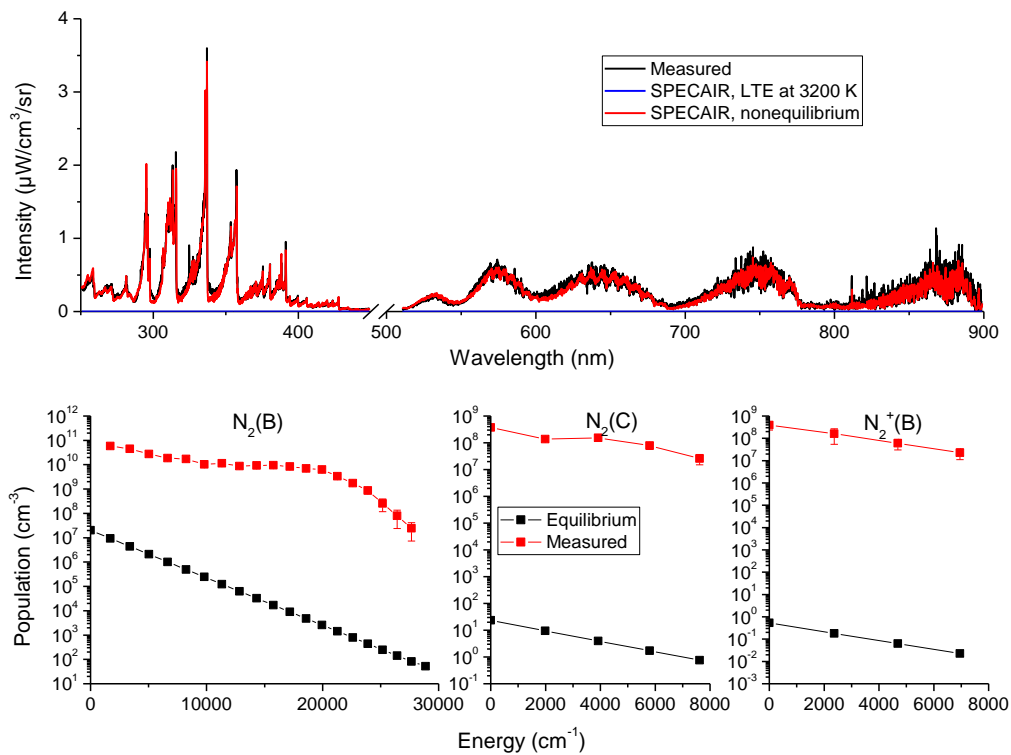 4
3
2
1
0
Intensity (µW/cm³/sr)
Measured
SPECAIR, LTE at 3200 K
SPECAIR, nonequilibrium
300 400 500 600 700 800 900
Wavelength (nm)
N₂(B)
N₂(C)
N₂⁺(B)
Population (cm⁻³)
10¹²
10¹¹
10¹⁰
10⁹
10⁸
10⁷
10⁶
10⁵
10⁴
10³
10²
10¹
0 10000 20000 30000
10⁹
10⁸
10⁷
10⁶
10⁵
10⁴
10³
10²
10¹
10⁰
10⁻¹
Equilibrium
Measured
0 2000 4000 6000 8000
10⁹
10⁸
10⁷
10⁶
10⁵
10⁴
10³
10²
10¹
10⁰
10⁻¹
10⁻²
10⁻³
0 2000 4000 6000 8000
Energy (cm⁻¹)